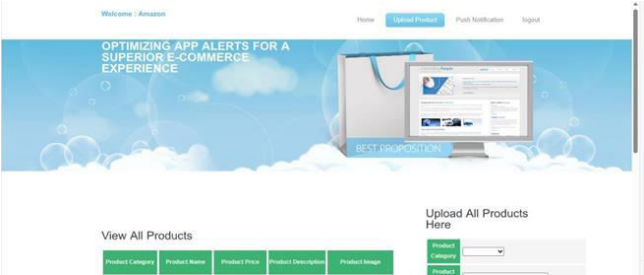 Welcome : Amazon
Home Upload Product Push Notification logout
OPTIMIZING APP ALERTS FOR A
SUPERIOR E-COMMERCE
EXPERIENCE
BEST PROPOSITION
Upload All Products
Here
View All Products
Product Category Product Name Product Price Product Description Product Image
Product
Category
Product